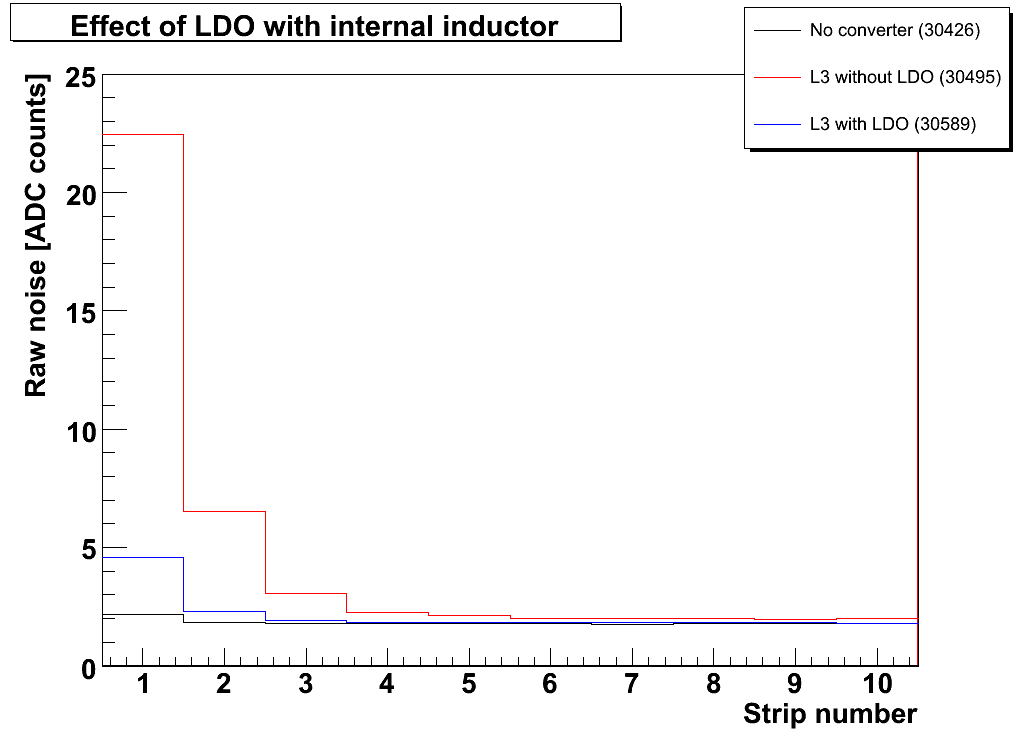 Effect of LDO with internal inductor
No converter (30426)
L3 without LDO (30495)
L3 with LDO (30589)
Raw noise [ADC counts]
25
20
15
10
5
0
1 2 3 4 5 6 7 8 9 10
Strip number